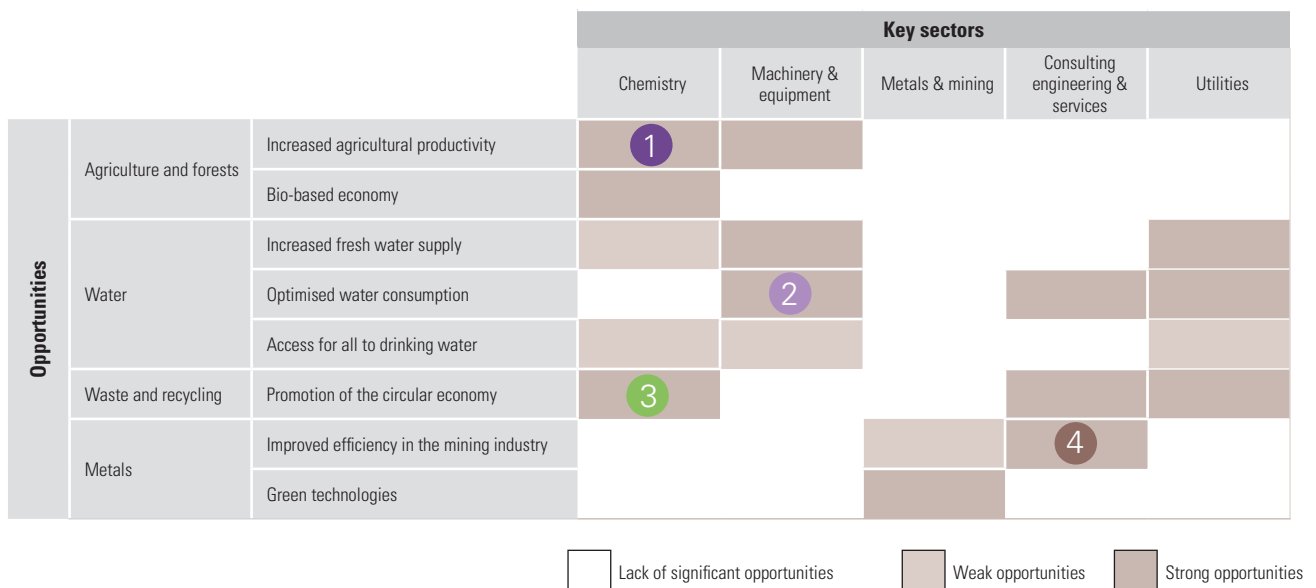 Key sectors
Chemistry
Machinery &
equipment
Metals & mining
Consulting
engineering &
services
Utilities
Opportunities
Agriculture and forests
Increased agricultural productivity
1
Bio-based economy
Water
Increased fresh water supply
Optimised water consumption
2
Access for all to drinking water
Waste and recycling
Promotion of the circular economy
3
Metals
Improved efficiency in the mining industry
4
Green technologies
Lack of significant opportunities
Weak opportunities
Strong opportunities